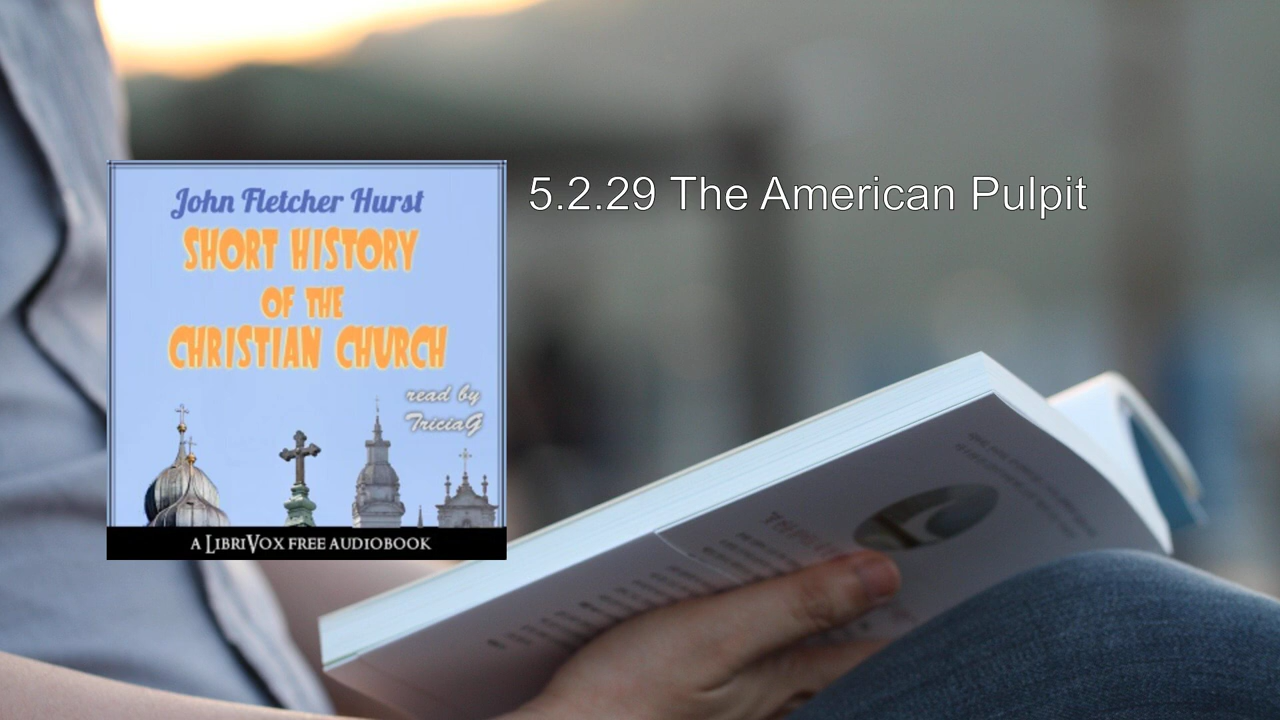 5.2.29 The American Pulpit
John Fletcher Hurst
SHORT HISTORY
OF THE
CHRISTIAN CHURCH
read by
TriciaG
A LIBRIVOX FREE AUDIOBOOK